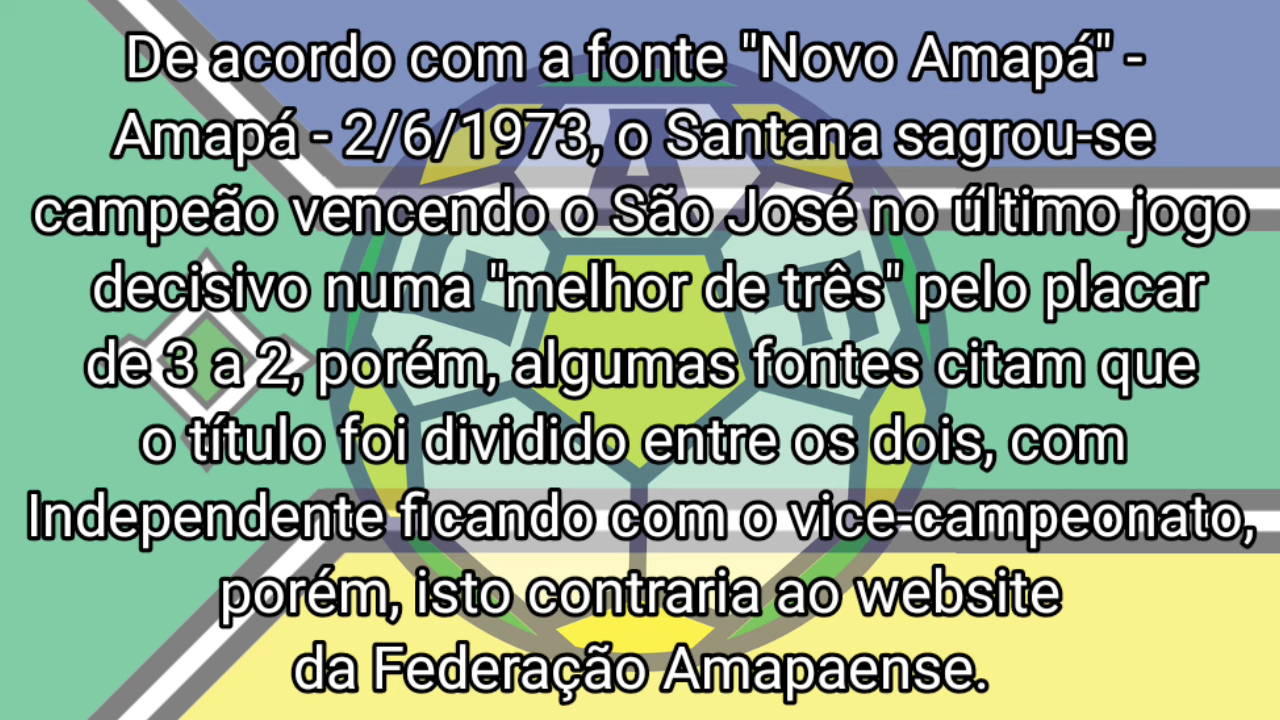 De acordo com a fonte "Novo Amapá" -
Amapá - 2/6/1973, o Santana sagrou-se
campeão vencendo o São José no último jogo
decisivo numa "melhor de três" pelo placar
de 3 a 2, porém, algumas fontes citam que
o título foi dividido entre os dois, com
Independente ficando com o vice-campeonato,
porém, isto contraria ao website
da Federação Amapaense.